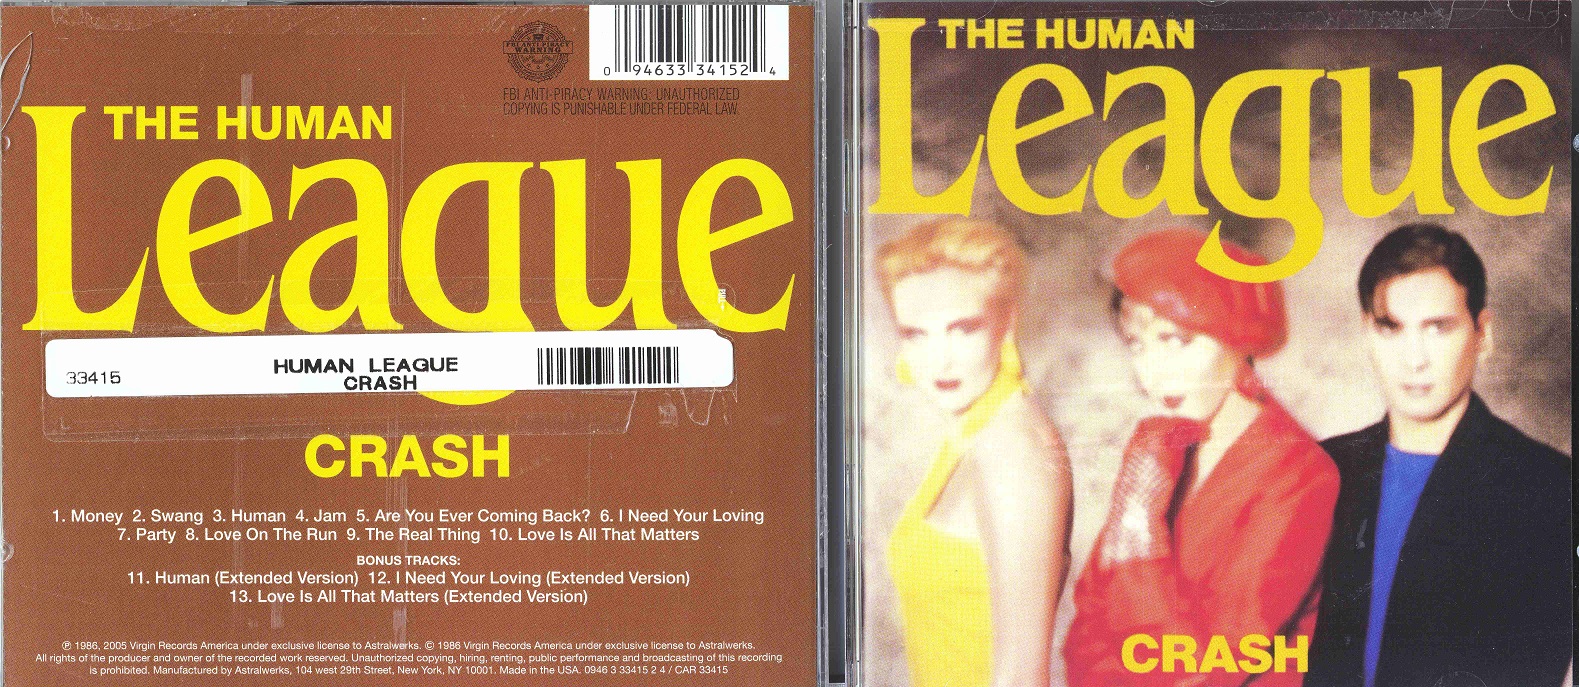 FBI ANTI-PIRACY
WARNING
0 94633 34152 4
FBI ANTI-PIRACY WARNING: UNAUTHORIZED
COPYING IS PUNISHABLE UNDER FEDERAL LAW.
THE HUMAN
League
33415
HUMAN LEAGUE
CRASH
CRASH
1. Money 2. Swang 3. Human 4. Jam 5. Are You Ever Coming Back? 6. I Need Your Loving
7. Party 8. Love On The Run 9. The Real Thing 10. Love Is All That Matters
BONUS TRACKS:
11. Human (Extended Version) 12. I Need Your Loving (Extended Version)
13. Love Is All That Matters (Extended Version)
℗ 1986, 2005 Virgin Records America under exclusive license to Astralwerks. © 1986 Virgin Records America under exclusive license to Astralwerks.
All rights of the producer and owner of the recorded work reserved. Unauthorized copying, hiring, renting, public performance and broadcasting of this recording
is prohibited. Manufactured by Astralwerks, 104 west 29th Street, New York, NY 10001. Made in the USA. 0946 3 33415 2 4 / CAR 33415
THE HUMAN
League
CRASH